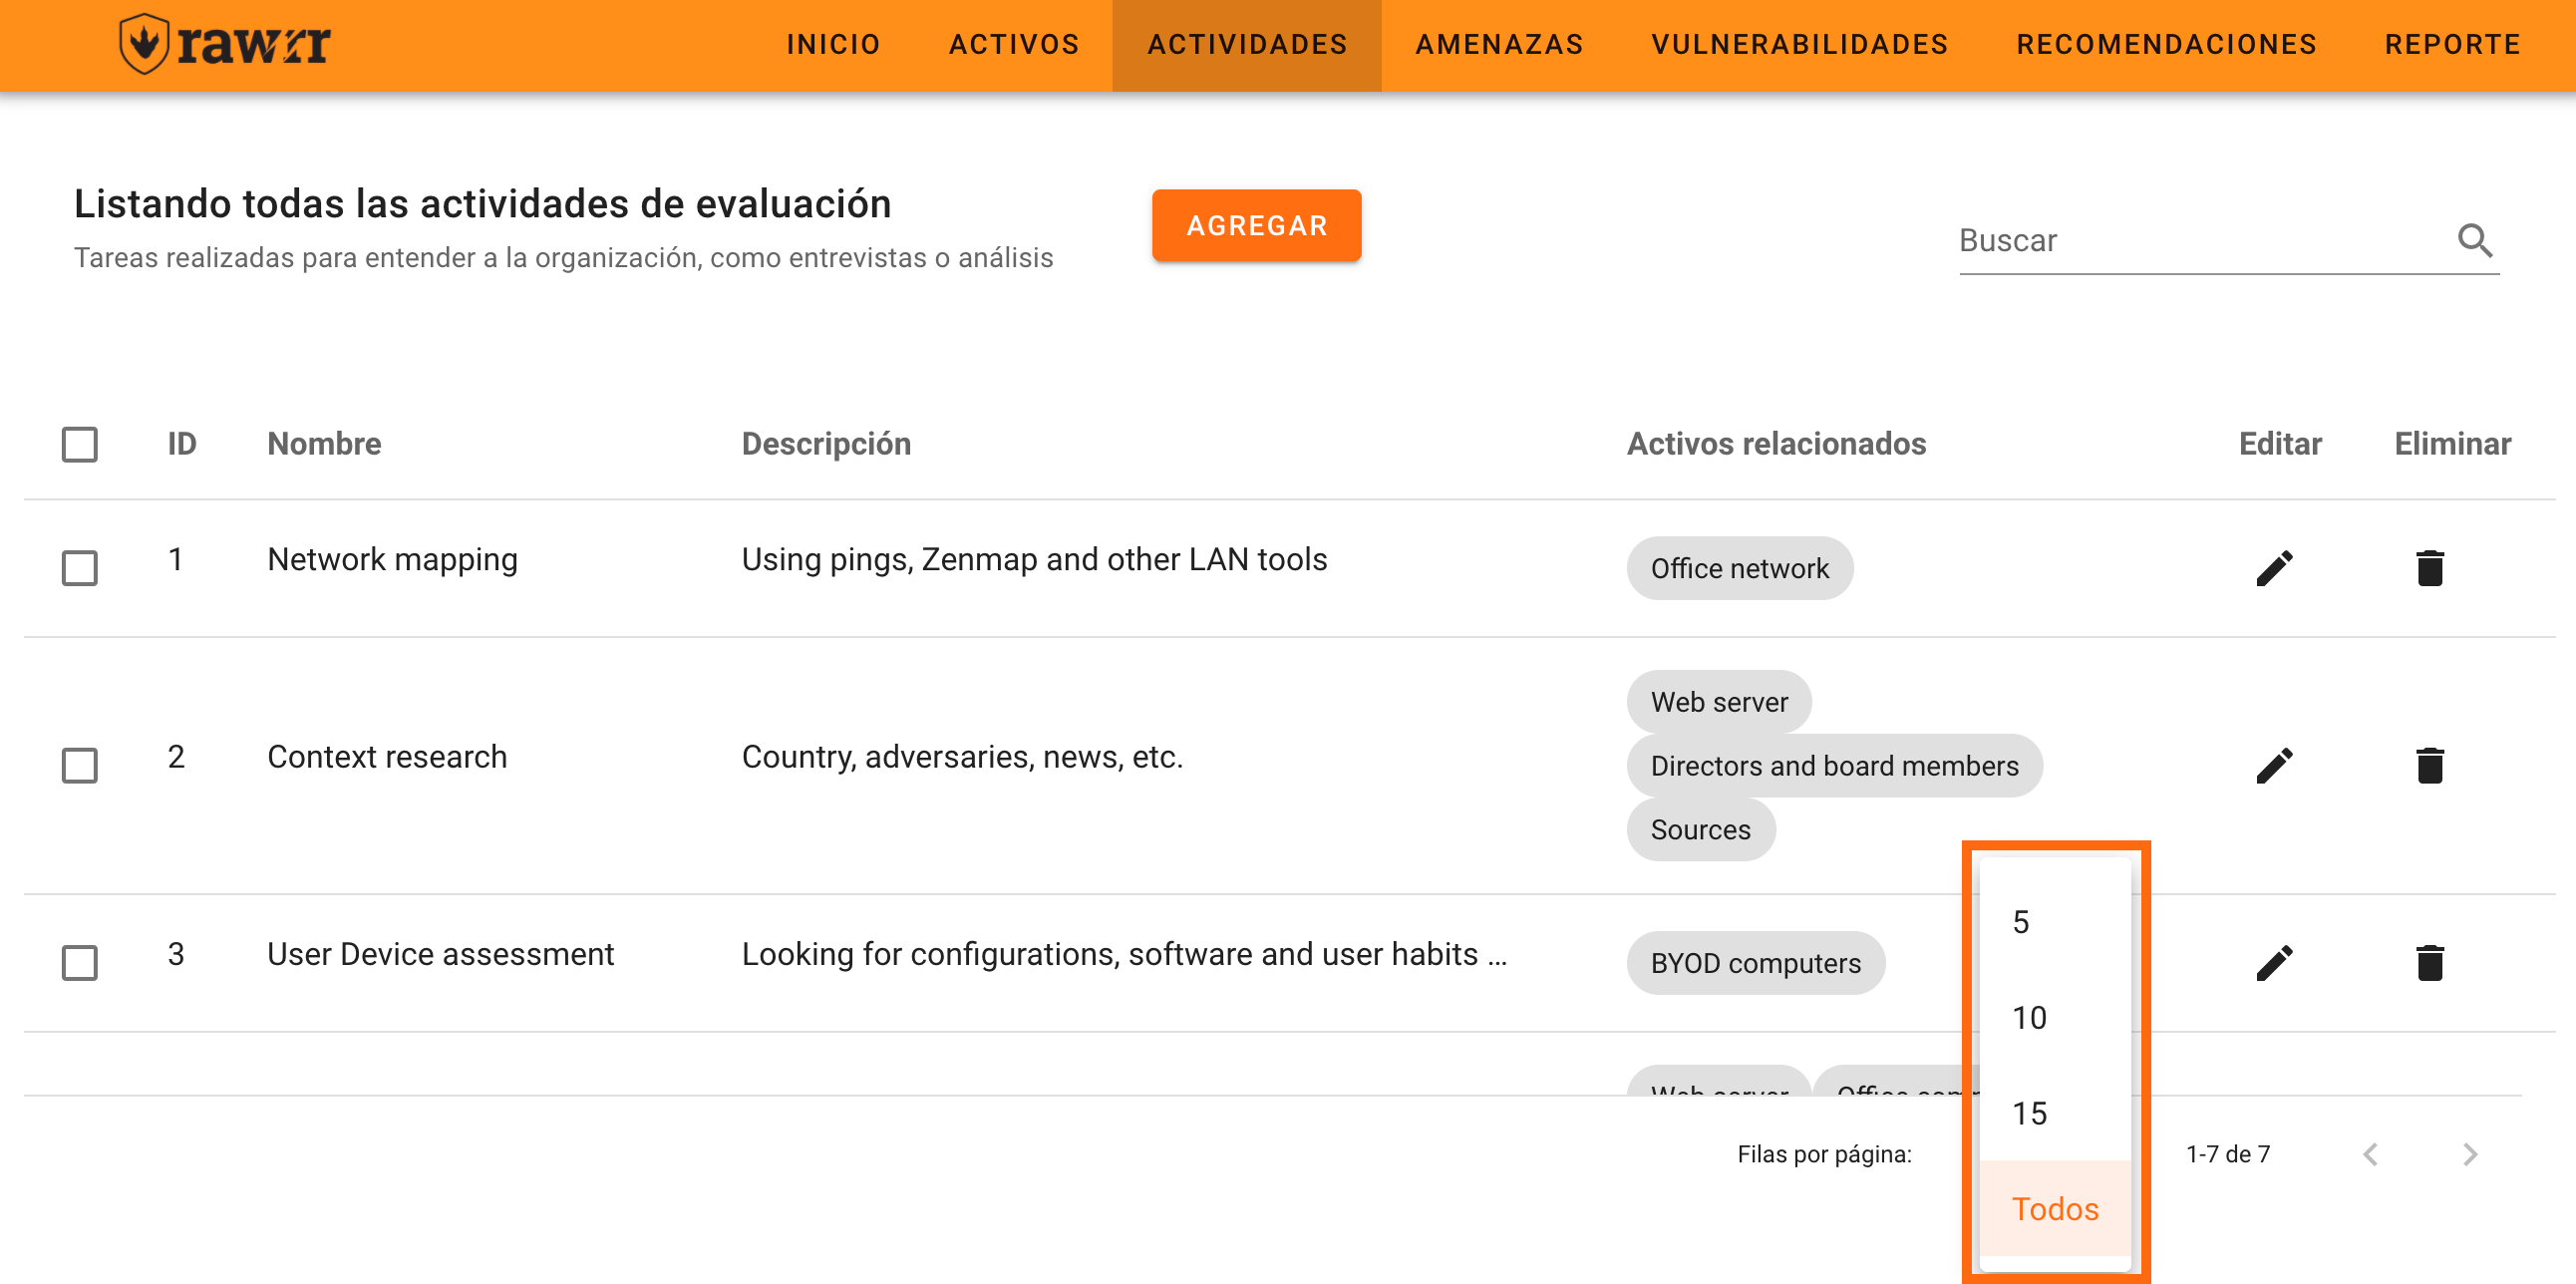 rawrr
INICIO ACTIVOS ACTIVIDADES AMENAZAS VULNERABILIDADES RECOMENDACIONES REPORTE
Listando todas las actividades de evaluación
Tareas realizadas para entender a la organización, como entrevistas o análisis
AGREGAR
Buscar
ID Nombre Descripción Activos relacionados Editar Eliminar
1 Network mapping Using pings, Zenmap and other LAN tools Office network
2 Context research Country, adversaries, news, etc. Web server
Directors and board members
Sources
3 User Device assessment Looking for configurations, software and user habits ... BYOD computers
Web server Office
5
10
15
Todos
Filas por página: 1-7 de 7